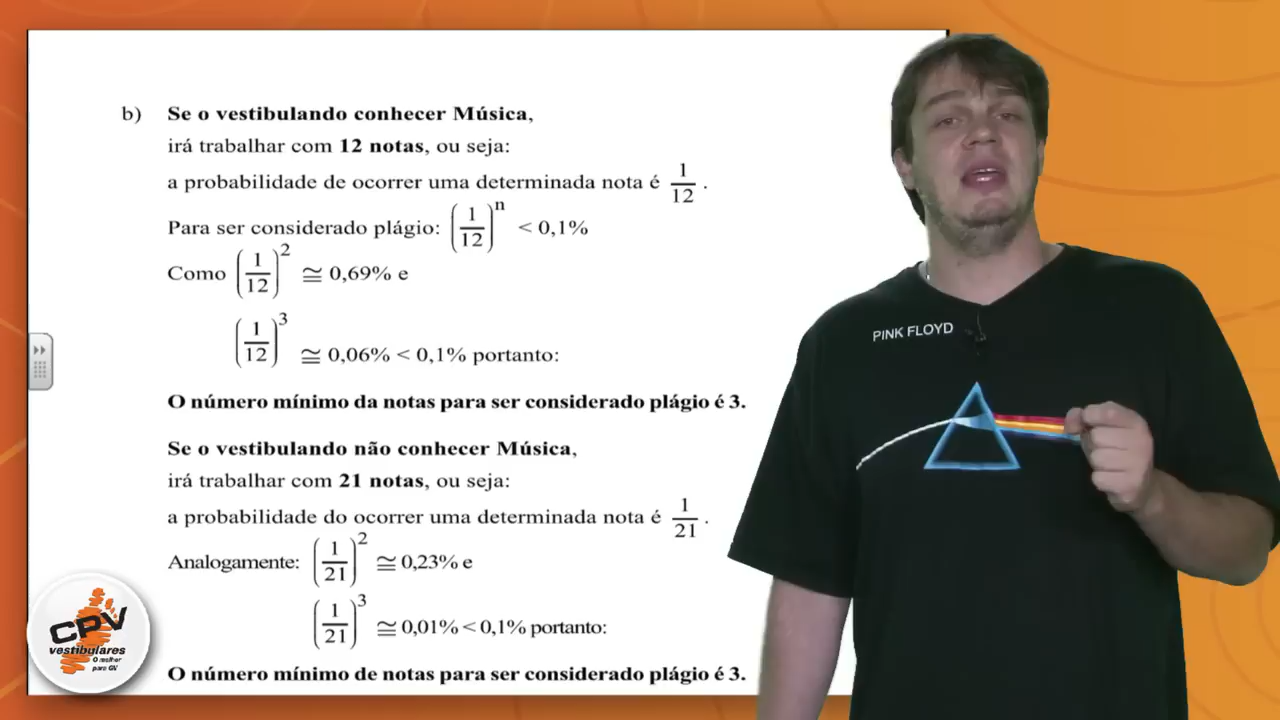 b) Se o vestibulando conhecer Música,
irá trabalhar com 12 notas, ou seja:
a probabilidade de ocorrer uma determinada nota é 1/12 .
Para ser considerado plágio: (1/12)^n < 0,1%
Como (1/12)^2 ≅ 0,69% e
(1/12)^3 ≅ 0,06% < 0,1% portanto:
O número mínimo da notas para ser considerado plágio é 3.
Se o vestibulando não conhecer Música,
irá trabalhar com 21 notas, ou seja:
a probabilidade do ocorrer uma determinada nota é 1/21 .
Analogamente: (1/21)^2 ≅ 0,23% e
(1/21)^3 ≅ 0,01% < 0,1% portanto:
O número mínimo de notas para ser considerado plágio é 3.
PINK FLOYD
CPV
vestibulares
O melhor
para GV